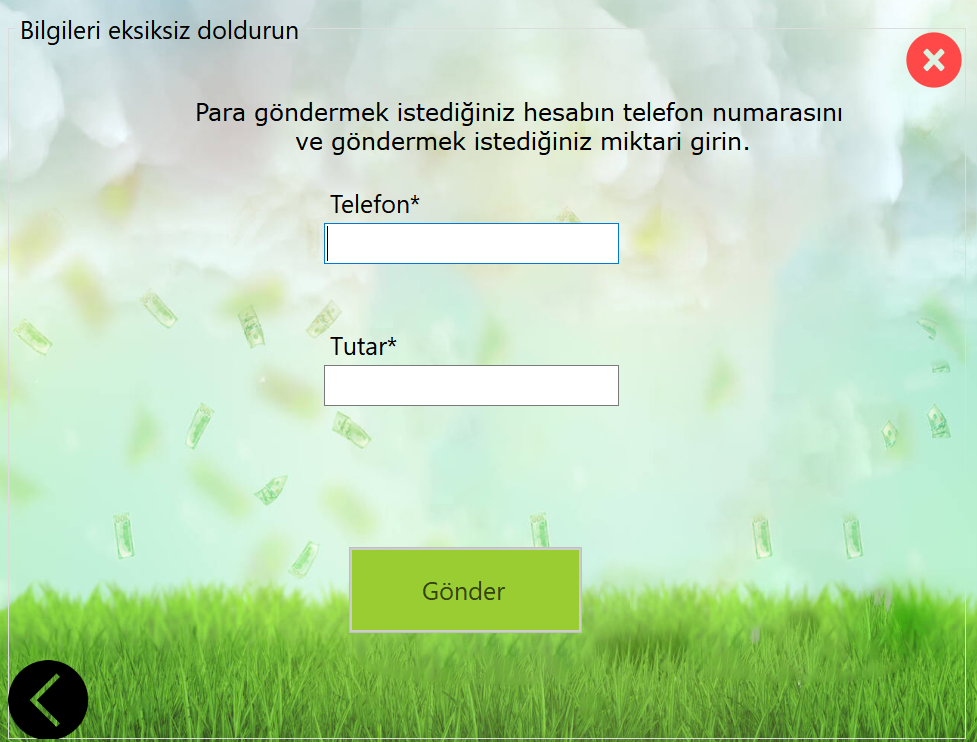 Bilgileri eksiksiz doldurun
Para göndermek istediğiniz hesabın telefon numarasını
ve göndermek istediğiniz miktari girin.
Telefon*
Tutar*
Gönder